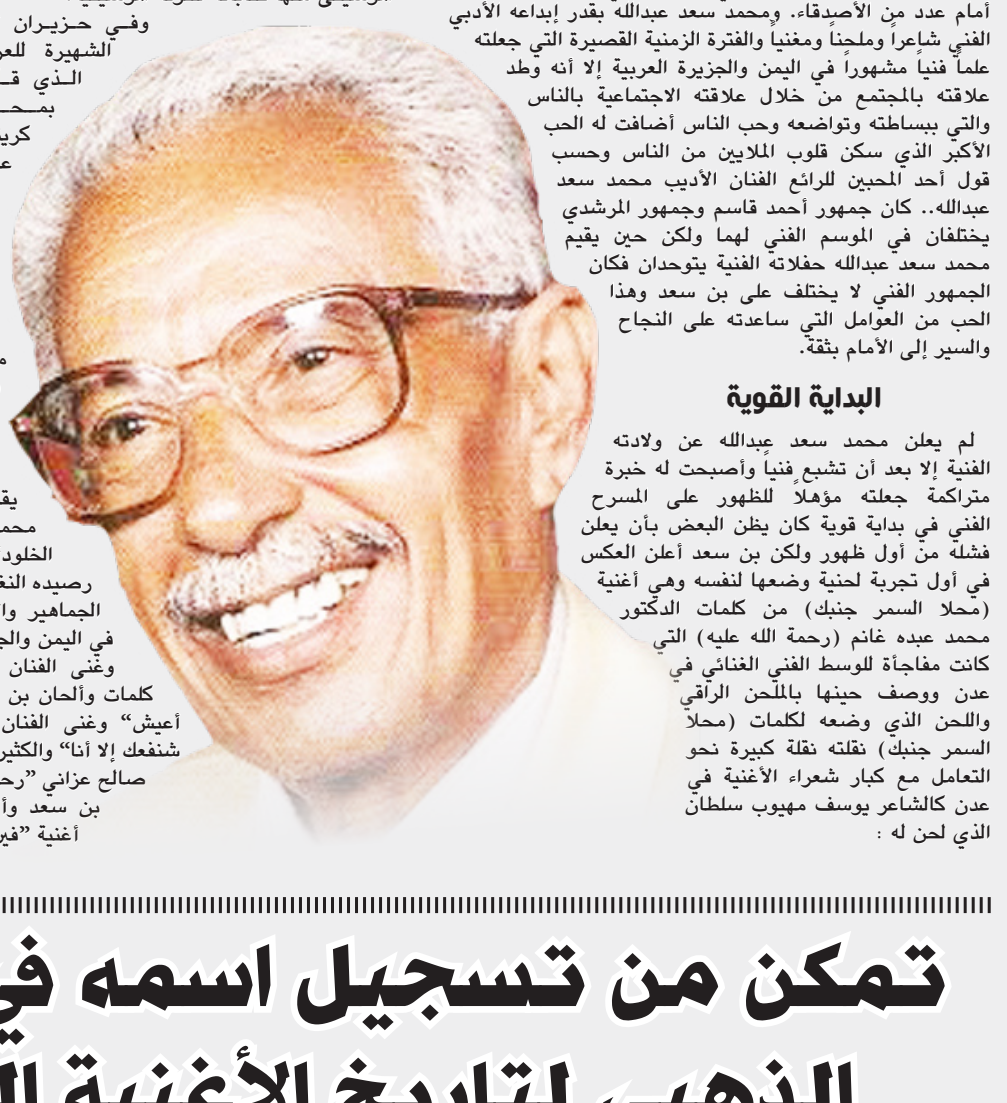 أمام عدد من الأصدقاء. ومحمد سعد عبدالله بقدر إبداعه الأدبي
الفني شاعراً وملحناً ومغنياً والفترة الزمنية القصيرة التي جعلته
علماً فنياً مشهوراً في اليمن والجزيرة العربية إلا أنه وطد
علاقته بالمجتمع من خلال علاقته الاجتماعية بالناس
والتي ببساطته وتواضعه وحب الناس أضافت له الحب
الأكبر الذي سكن قلوب الملايين من الناس وحسب
قول أحد المحبين للرائع الفنان الأديب محمد سعد
عبدالله.. كان جمهور أحمد قاسم وجمهور المرشدي
يختلفان في الموسم الفني لهما ولكن حين يقيم
محمد سعد عبدالله حفلاته الفنية يتوحدان فكان
الجمهور الفني لا يختلف على بن سعد وهذا
الحب من العوامل التي ساعدته على النجاح
والسير إلى الأمام بثقة.
البداية القوية
لم يعلن محمد سعد عبدالله عن ولادته
الفنية إلا بعد أن تشبع فنياً وأصبحت له خبرة
متراكمة جعلته مؤهلاً للظهور على المسرح
الفني في بداية قوية كان يظن البعض بأن يعلن
فشله من أول ظهور ولكن بن سعد أعلن العكس
في أول تجربة لحنية وضعها لنفسه وهي أغنية
(محلا السمر جنبك) من كلمات الدكتور
محمد عبده غانم (رحمة الله عليه) التي
كانت مفاجأة للوسط الفني الغنائي في
عدن ووصف حينها بالملحن الراقي
واللحن الذي وضعه لكلمات (محلا
السمر جنبك) نقلته نقلة كبيرة نحو
التعامل مع كبار شعراء الأغنية في
عدن كالشاعر يوسف مهيوب سلطان
الذي لحن له :
وفي حزيران
الشهيرة
الذي
محمد
الخلود
رصيده
الجماهير
في اليمن
وغنى الفنان
كلمات وألحان بن
أعيش“ وغنى الفنان
شنفعك إلا أنا“ والكثير
صالح عزاني
بن سعد
أغنية
تمكن من تسجيل اسمه في
الذهبي لتاريخ الأغنية